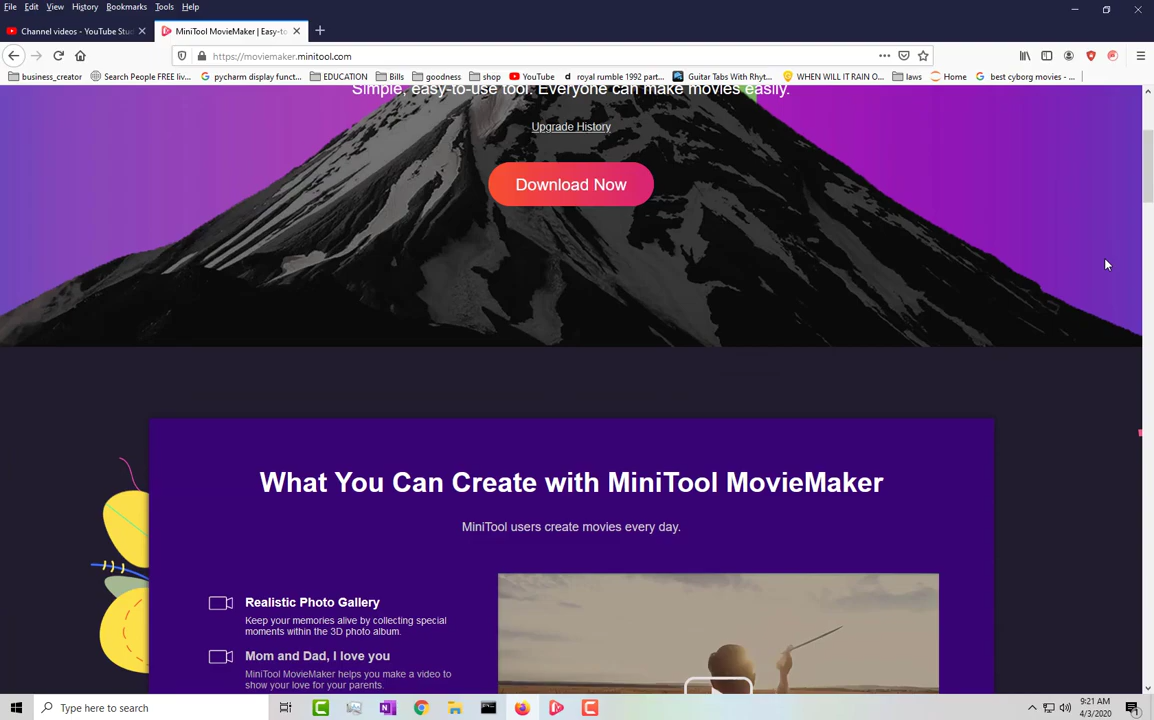 File Edit View History Bookmarks Tools Help
Channel videos - YouTube Stu
MiniTool MovieMaker | Easy-to
https://moviemaker.minitool.com
business_creator Search People FREE liv... pycharm display funct... EDUCATION Bills goodness shop YouTube royal rumble 1992 part... Guitar Tabs With Rhyt... WHEN WILL IT RAIN O... laws Home best cyborg movies - ...
Simple, easy-to-use tool. Everyone can make movies easily.
Upgrade History
Download Now
What You Can Create with MiniTool MovieMaker
MiniTool users create movies every day.
Realistic Photo Gallery
Keep your memories alive by collecting special
moments within the 3D photo album.
Mom and Dad, I love you
MiniTool MovieMaker helps you make a video to
show your love for your parents.
Type here to search
9:21 AM
4/3/2020